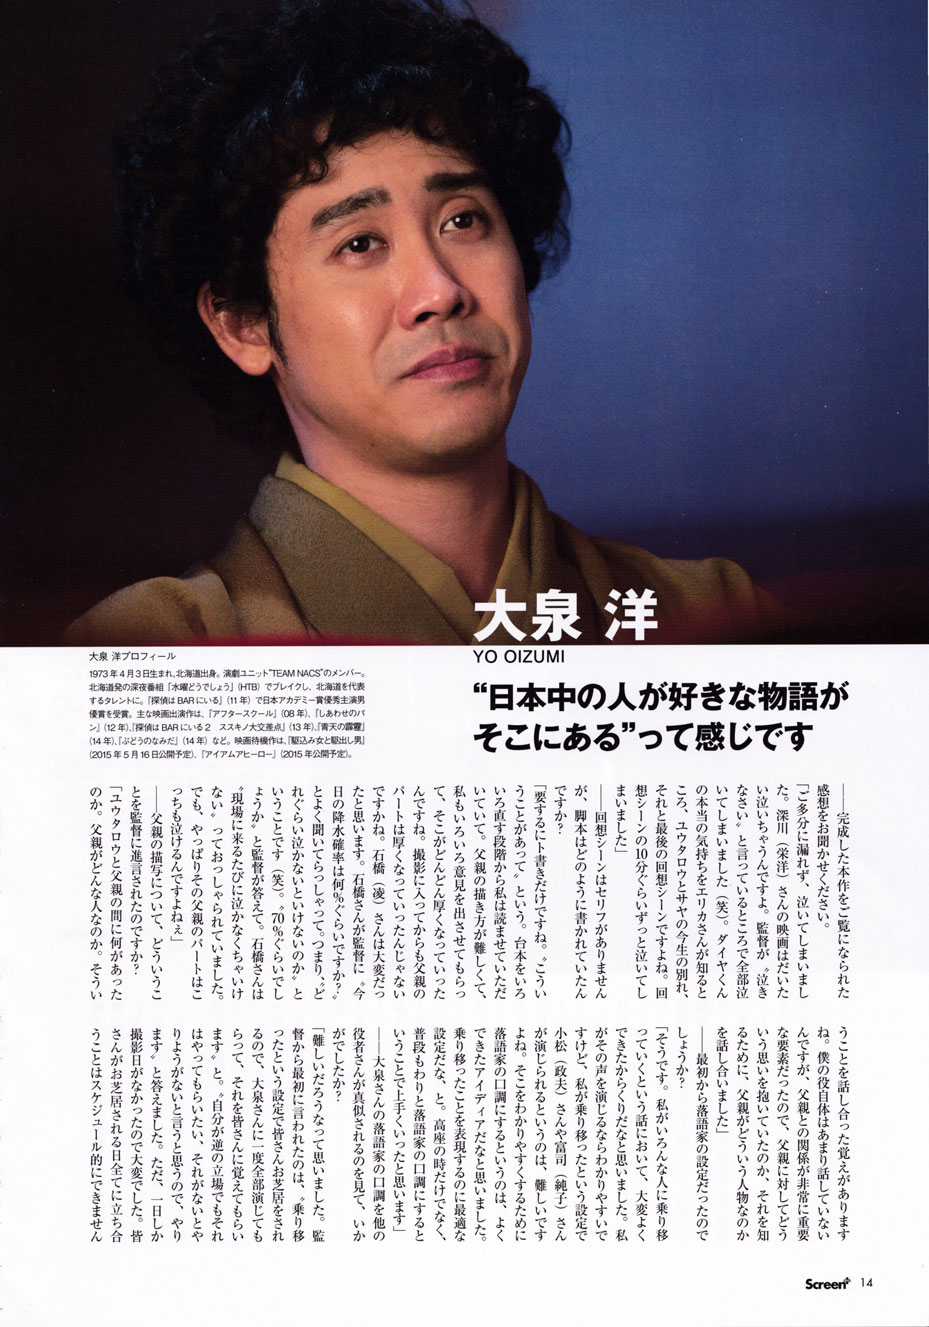 大泉 洋
YO OIZUMI
“日本中の人が好きな物語が
そこにある”って感じです
大泉 洋プロフィール
1973年4月3日生まれ、北海道出身。演劇ユニット“TEAM NACS”のメンバー。
北海道発の深夜番組「水曜どうでしょう」(HTB)でブレイクし、北海道を代表
するタレントに。『探偵はBARにいる』(11年)で日本アカデミー賞優秀主演男
優賞を受賞。主な映画出演作は、『アフタースクール』(08年)、『しあわせのパ
ン』(12年)、『探偵はBARにいる2　ススキノ大交差点』(13年)、『青天の霹靂』
(14年)、『ぶどうのなみだ』(14年)など。映画待機作は、『駆込み女と駆出し男』
(2015年5月16日公開予定)、『アイアムアヒーロー』(2015年公開予定)。
――完成した本作をご覧になられた
感想をお聞かせください。
「ご多分に漏れず、泣いてしまいまし
た。深川(栄洋)さんの映画はだいた
い泣いちゃうんですよ。監督が〝泣き
なさい〟と言っているところで全部泣
いてしまいました(笑)。ダイヤくん
の本当の気持ちをエリカさんが知ると
ころ、ユウタロウとサヤの今生の別れ、
それと最後の回想シーンですよね。回
想シーンの10分くらいずっと泣いてし
まいました」
――回想シーンはセリフがありません
が、脚本はどのように書かれていたん
ですか?
「要するにト書きだけですね。〝こうい
うことがあって〟という。台本をいろ
いろ直す段階から私は読ませていただ
いていて。父親の描き方が難しくて、
私もいろいろ意見を出させてもらっ
て、そこがどんどん厚くなっていった
んですね。撮影に入ってからも父親の
パートは厚くなっていったんじゃない
ですかね。石橋(凌)さんは大変だっ
たと思います。石橋さんが監督に〝今
日の降水確率は何%ぐらいですか?〟
とよく聞いてらっしゃって。つまり、〝ど
れぐらい泣かないといけないのか〟と
いうことです(笑)。〝70%ぐらいでし
ょうか〟と監督が答えて。石橋さんは
〝現場に来るたびに泣かなくちゃいけ
ない〟っておっしゃられていました。
でも、やっぱりその父親のパートはこ
っちも泣けるんですよねぇ」
――父親の描写について、どういうこ
とを監督に進言されたのですか?
「ユウタロウと父親の間に何があった
のか。父親がどんな人なのか。そうい
うことを話し合った覚えがあります
ね。僕の役自体はあまり話していない
んですが、父親との関係が非常に重要
な要素だったので、父親に対してどう
いう思いを抱いていたのか、それを知
るために、父親がどういう人物なのか
を話し合いました」
――最初から落語家の設定だったので
しょうか?
「そうです。私がいろんな人に乗り移
っていくという話において、大変よく
できたからくりだなと思いました。私
がその声を演じるならわかりやすいで
すけど、私が乗り移ったという設定で
小松(政夫)さんや富司(純子)さん
が演じられるというのは、難しいです
よね。そこをわかりやすくするために
落語家の口調にするというのは、よく
できたアイディアだなと思いました。
乗り移ったことを表現するのに最適な
設定だな、と。高座の時だけでなく、
普段もわりと落語家の口調にすると
いうことで上手くいったと思います」
――大泉さんの落語家の口調を他の
役者さんが真似されるのを見て、いか
がでしたか?
「難しいだろうなって思いました。監
督から最初に言われたのは、〝乗り移
ったという設定で皆さんお芝居をされ
るので、大泉さんに一度全部演じても
らって、それを皆さんに覚えてもらい
ます〟と。〝自分が逆の立場でもそれ
はやってもらいたい、それがないとや
りようがないと言うと思うので、やり
ます〟と答えました。ただ、一日しか
撮影日がなかったので大変でした。皆
さんがお芝居される日全てに立ち合
うことはスケジュール的にできません
Screen+ 14